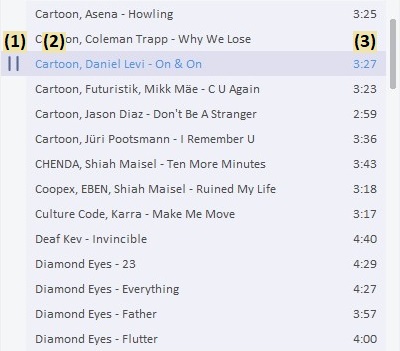 Cartoon, Asena - Howling 3:25
Cartoon, Coleman Trapp - Why We Lose
(1) (2) (3)
Cartoon, Daniel Levi - On & On 3:27
Cartoon, Futuristik, Mikk Mäe - C U Again 3:23
Cartoon, Jason Diaz - Don't Be A Stranger 2:59
Cartoon, Jüri Pootsmann - I Remember U 3:36
CHENDA, Shiah Maisel - Ten More Minutes 3:43
Coopex, EBEN, Shiah Maisel - Ruined My Life 3:18
Culture Code, Karra - Make Me Move 3:17
Deaf Kev - Invincible 4:40
Diamond Eyes - 23 4:29
Diamond Eyes - Everything 4:27
Diamond Eyes - Father 3:57
Diamond Eyes - Flutter 4:00